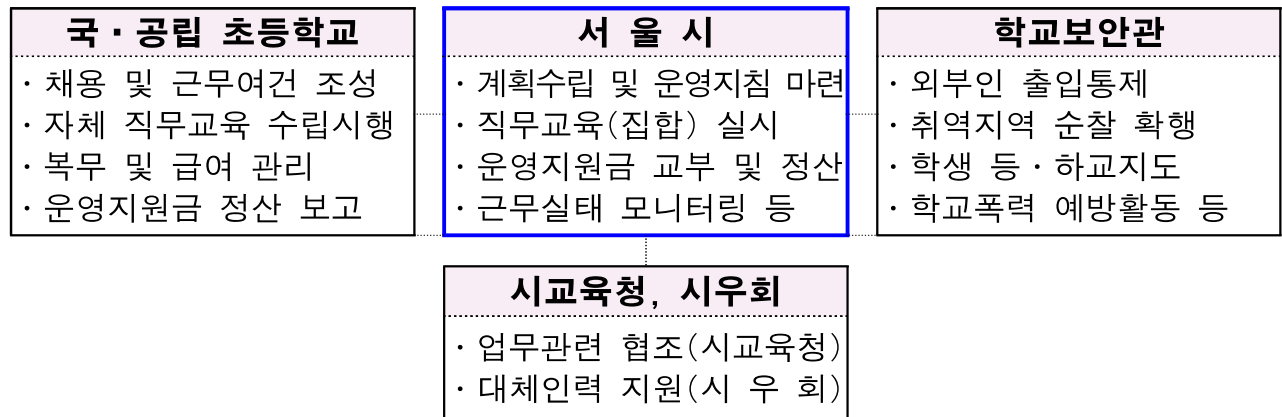 국·공립 초등학교
· 채용 및 근무여건 조성
· 자체 직무교육 수립시행
· 복무 및 급여 관리
· 운영지원금 정산 보고
서 울 시
· 계획수립 및 운영지침 마련
· 직무교육(집합) 실시
· 운영지원금 교부 및 정산
· 근무실태 모니터링 등
학교보안관
· 외부인 출입통제
· 취역지역 순찰 확행
· 학생 등·하교지도
· 학교폭력 예방활동 등
시교육청, 시우회
· 업무관련 협조(시교육청)
· 대체인력 지원(시 우 회)